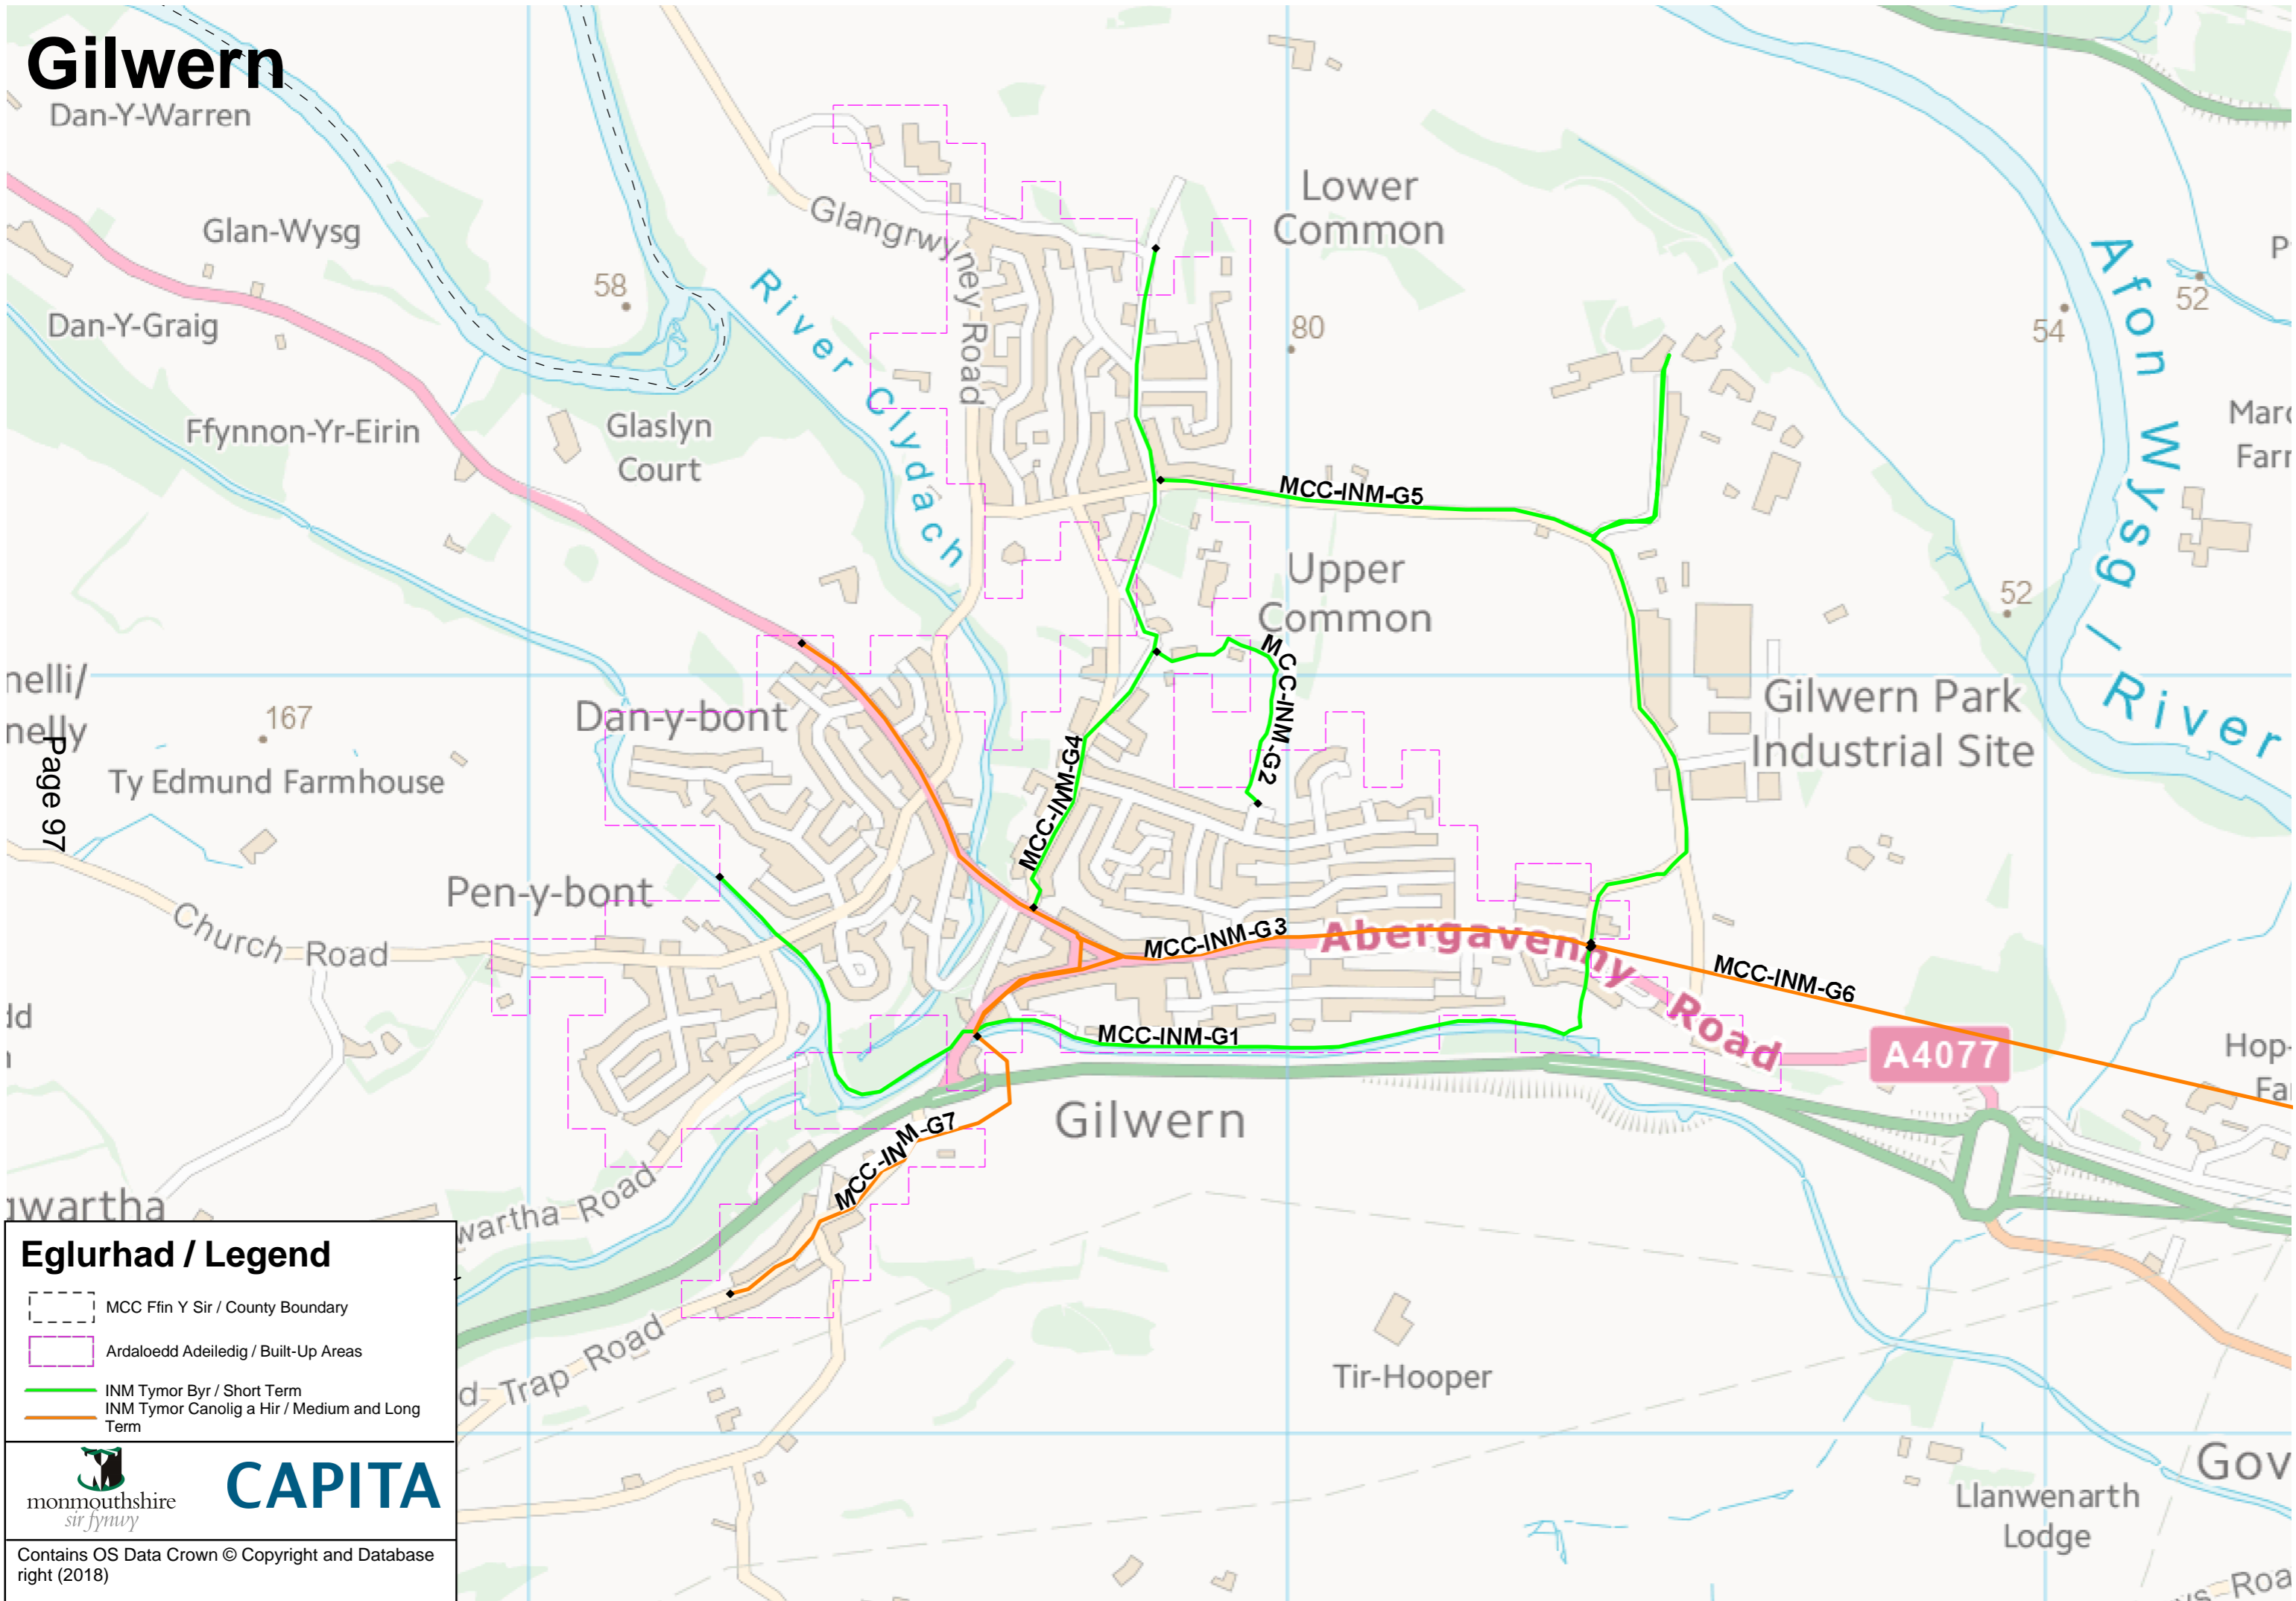 Gilwern
Dan-Y-Warren
Glan-Wysg
Dan-Y-Graig
58
River Clydach
Glangrwyney Road
Lower
Common
80
52
54
Afon Wysg / River
Ffynnon-Yr-Eirin
Glaslyn
Court
MCC-INM-G5
Upper
Common
52
nelli/
nelly
167
Page 97
Ty Edmund Farmhouse
Dan-y-bont
MCC-INM-G4
MCC-INM-G2
Gilwern Park
Industrial Site
Pen-y-bont
Church Road
MCC-INM-G3
Abergavenny Road
MCC-INM-G6
MCC-INM-G1
A4077
Hop-
Gilwern
MCC-INM-G7
gwartha
wartha Road
d Trap Road
Tir-Hooper
Gov
Llanwenarth
Lodge
Eglurhad / Legend
MCC Ffin Y Sir / County Boundary
Ardaloedd Adeiledig / Built-Up Areas
INM Tymor Byr / Short Term
INM Tymor Canolig a Hir / Medium and Long
Term
monmouthshire
sir fynwy
CAPITA
Contains OS Data Crown © Copyright and Database
right (2018)